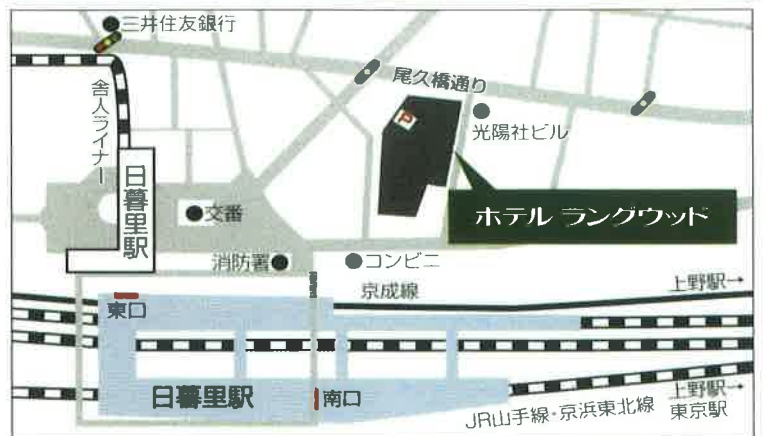 三井住友銀行
尾久橋通り
舎人ライナー
P
光陽社ビル
日暮里駅
交番
ホテル ラングウッド
消防署
コンビニ
京成線
上野駅→
東口
日暮里駅
南口
JR山手線・京浜東北線
上野駅→
東京駅